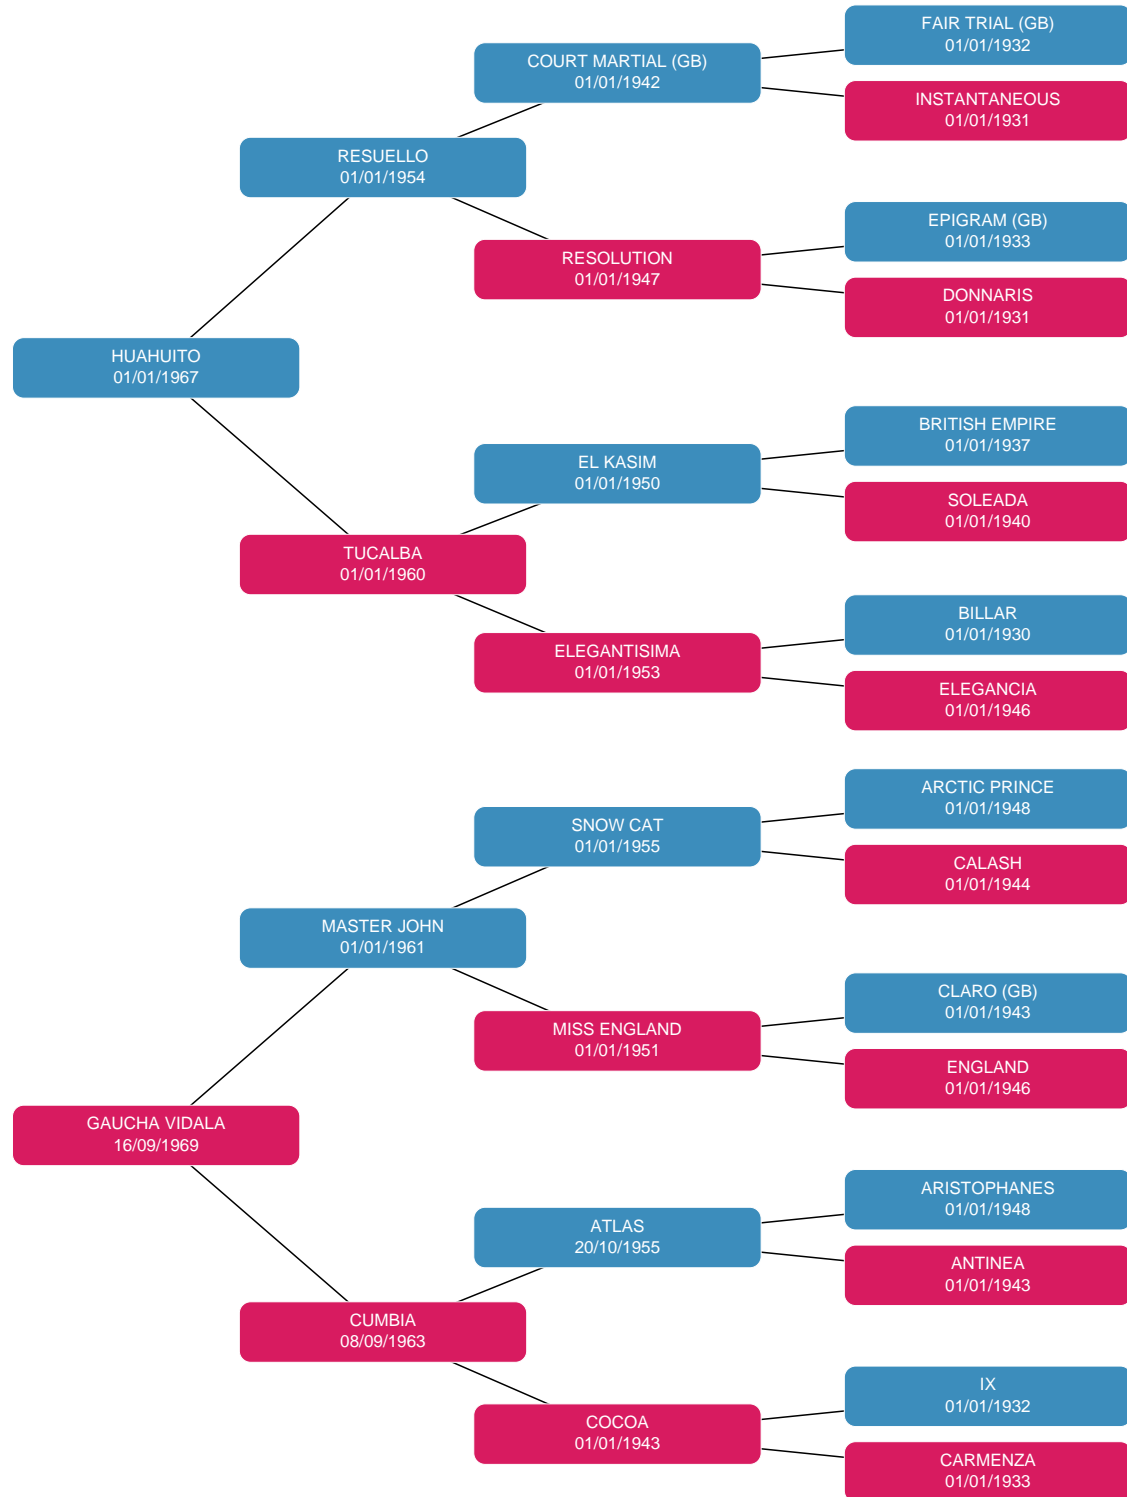 FAIR TRIAL (GB)
01/01/1932
COURT MARTIAL (GB)
01/01/1942
INSTANTANEOUS
01/01/1931
RESUELLO
01/01/1954
EPIGRAM (GB)
01/01/1933
RESOLUTION
01/01/1947
DONNARIS
01/01/1931
HUAHUITO
01/01/1967
BRITISH EMPIRE
01/01/1937
EL KASIM
01/01/1950
SOLEADA
01/01/1940
TUCALBA
01/01/1960
BILLAR
01/01/1930
ELEGANTISIMA
01/01/1953
ELEGANCIA
01/01/1946
ARCTIC PRINCE
01/01/1948
SNOW CAT
01/01/1955
CALASH
01/01/1944
MASTER JOHN
01/01/1961
CLARO (GB)
01/01/1943
MISS ENGLAND
01/01/1951
ENGLAND
01/01/1946
GAUCHA VIDALA
16/09/1969
ARISTOPHANES
01/01/1948
ATLAS
20/10/1955
ANTINEA
01/01/1943
CUMBIA
08/09/1963
IX
01/01/1932
COCOA
01/01/1943
CARMENZA
01/01/1933